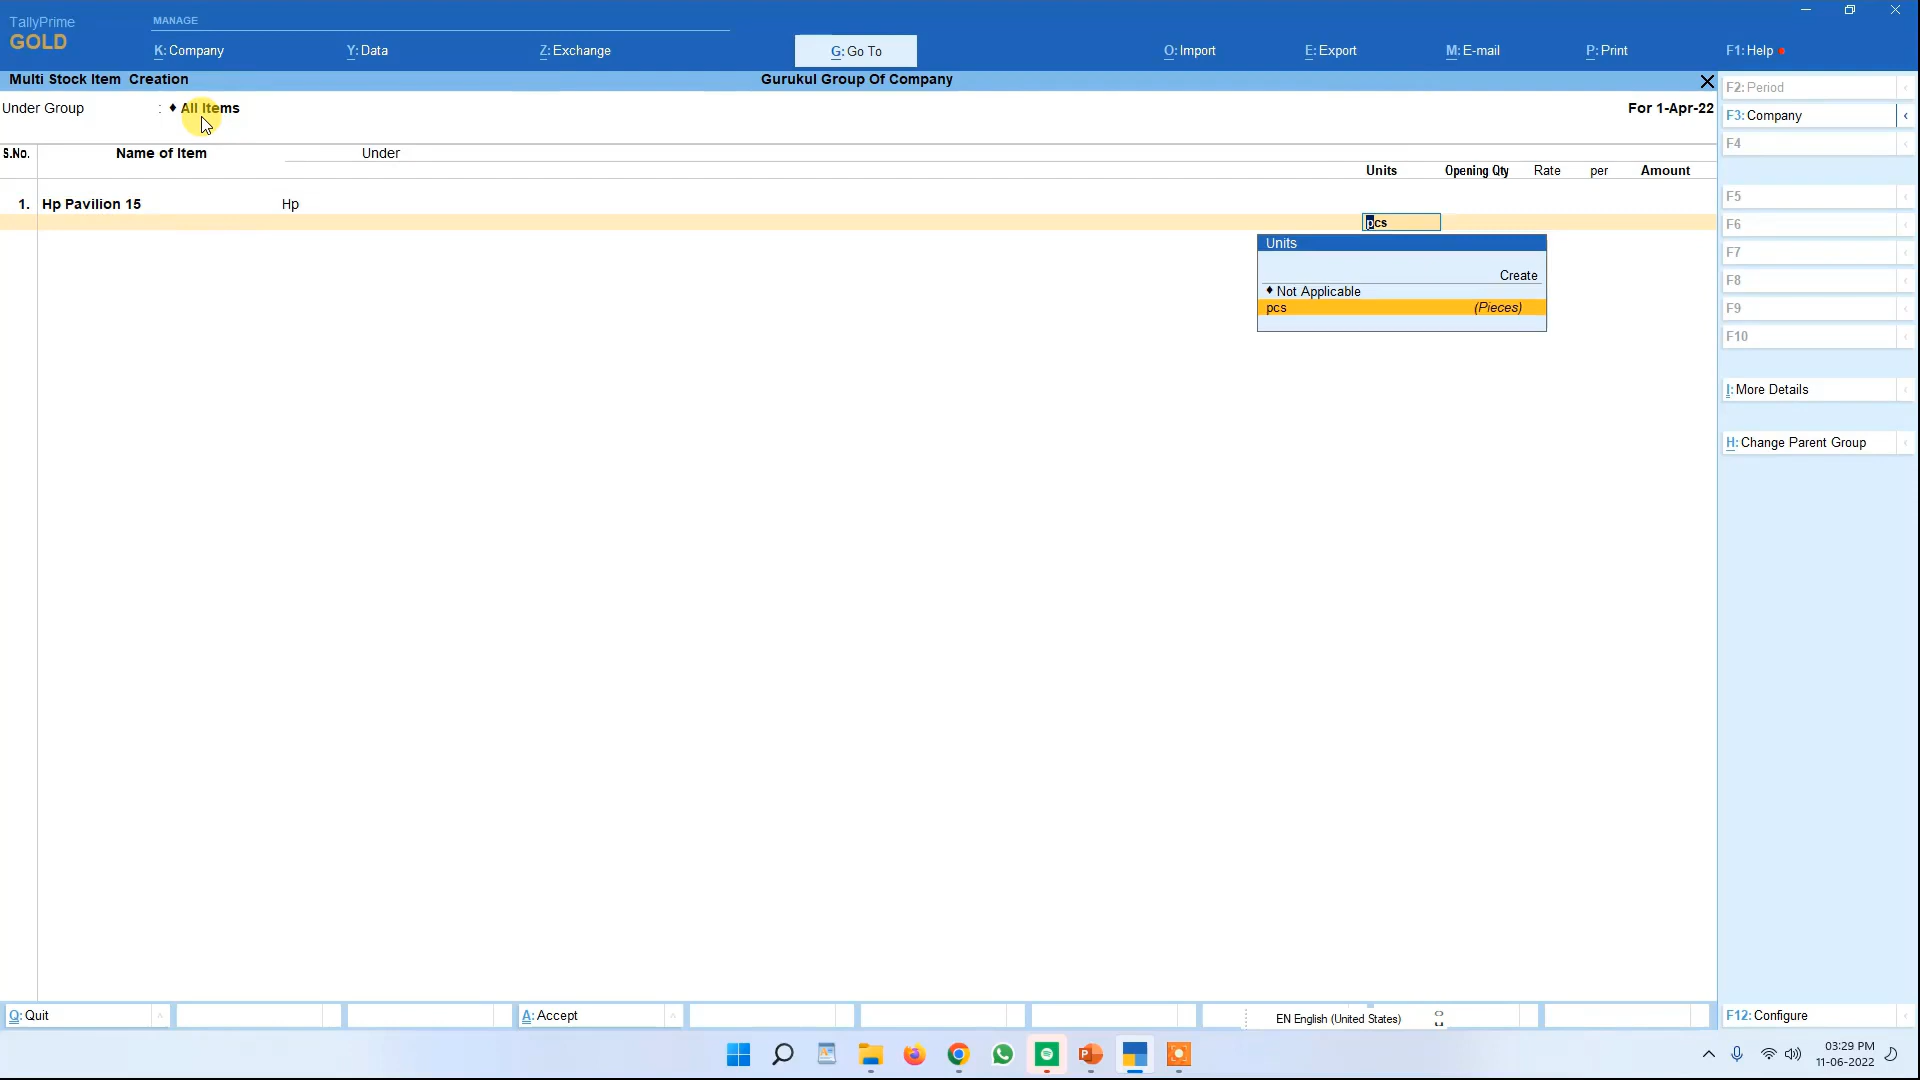 TallyPrime
GOLD
MANAGE
K: Company
Y: Data
Z: Exchange
G: Go To
O: Import
E: Export
M: E-mail
P: Print
F1: Help
Multi Stock Item Creation
Gurukul Group Of Company
Under Group : ♦ All Items
For 1-Apr-22
S.No. Name of Item Under
Units Opening Qty Rate per Amount
1. Hp Pavilion 15 Hp
pcs
Units
Create
♦ Not Applicable
pcs (Pieces)
F2: Period
F3: Company
F4
F5
F6
F7
F8
F9
F10
I: More Details
H: Change Parent Group
F12: Configure
Q: Quit
A: Accept
EN English (United States)
03:29 PM
11-06-2022